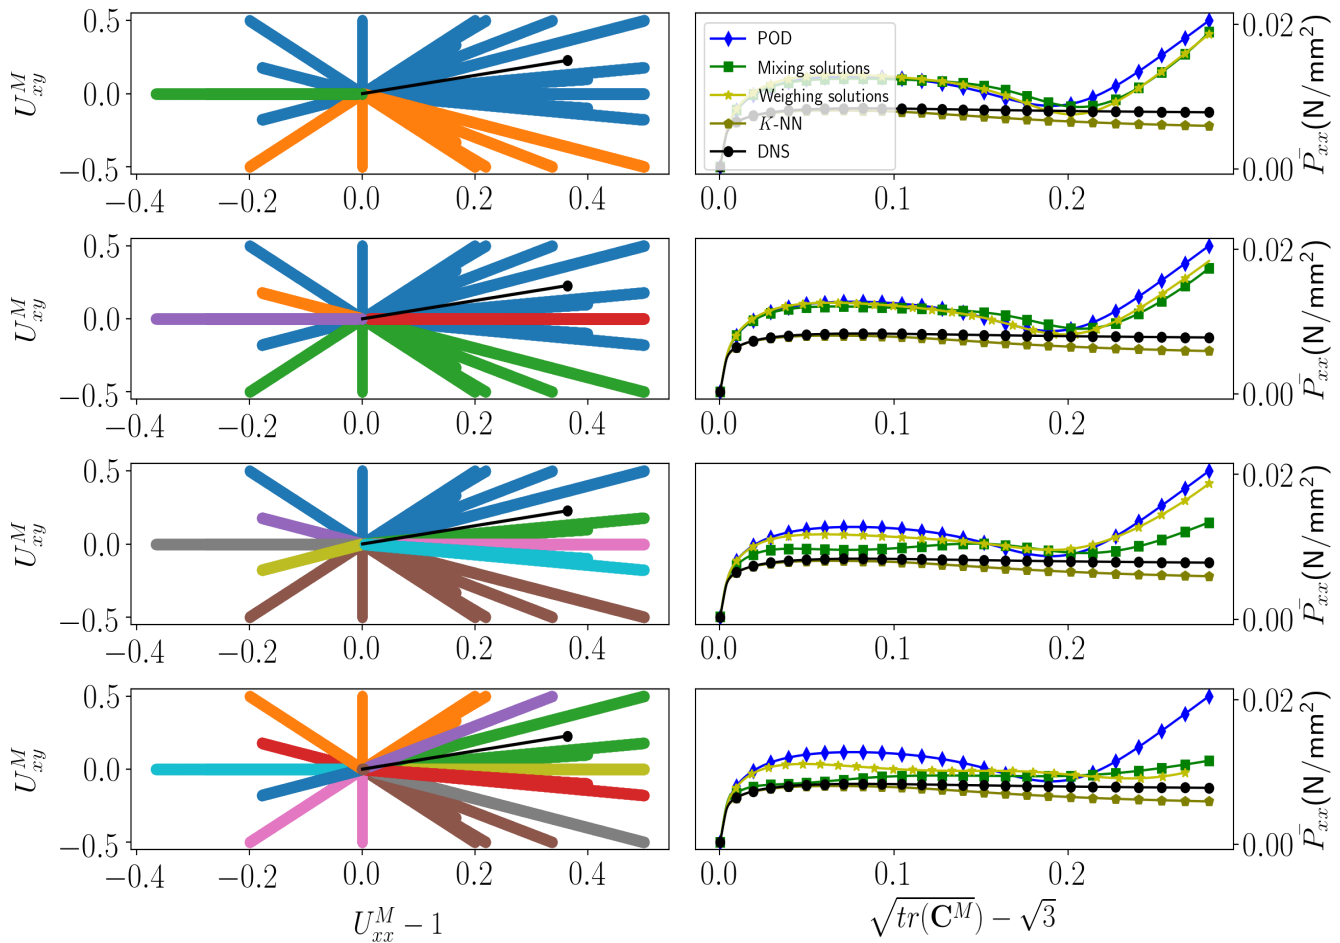 0.5
0.0
−0.5
U^M_xy
−0.4 −0.2 0.0 0.2 0.4
POD
Mixing solutions
Weighing solutions
K-NN
DNS
0.02
0.00
P̄_xx(N/mm²)
0.0 0.1 0.2
0.5
0.0
−0.5
U^M_xy
−0.4 −0.2 0.0 0.2 0.4
0.02
0.00
P̄_xx(N/mm²)
0.0 0.1 0.2
0.5
0.0
−0.5
U^M_xy
−0.4 −0.2 0.0 0.2 0.4
0.02
0.00
P̄_xx(N/mm²)
0.0 0.1 0.2
0.5
0.0
−0.5
U^M_xy
−0.4 −0.2 0.0 0.2 0.4
U^M_xx − 1
0.02
0.00
P̄_xx(N/mm²)
0.0 0.1 0.2
√tr(C^M) − √3